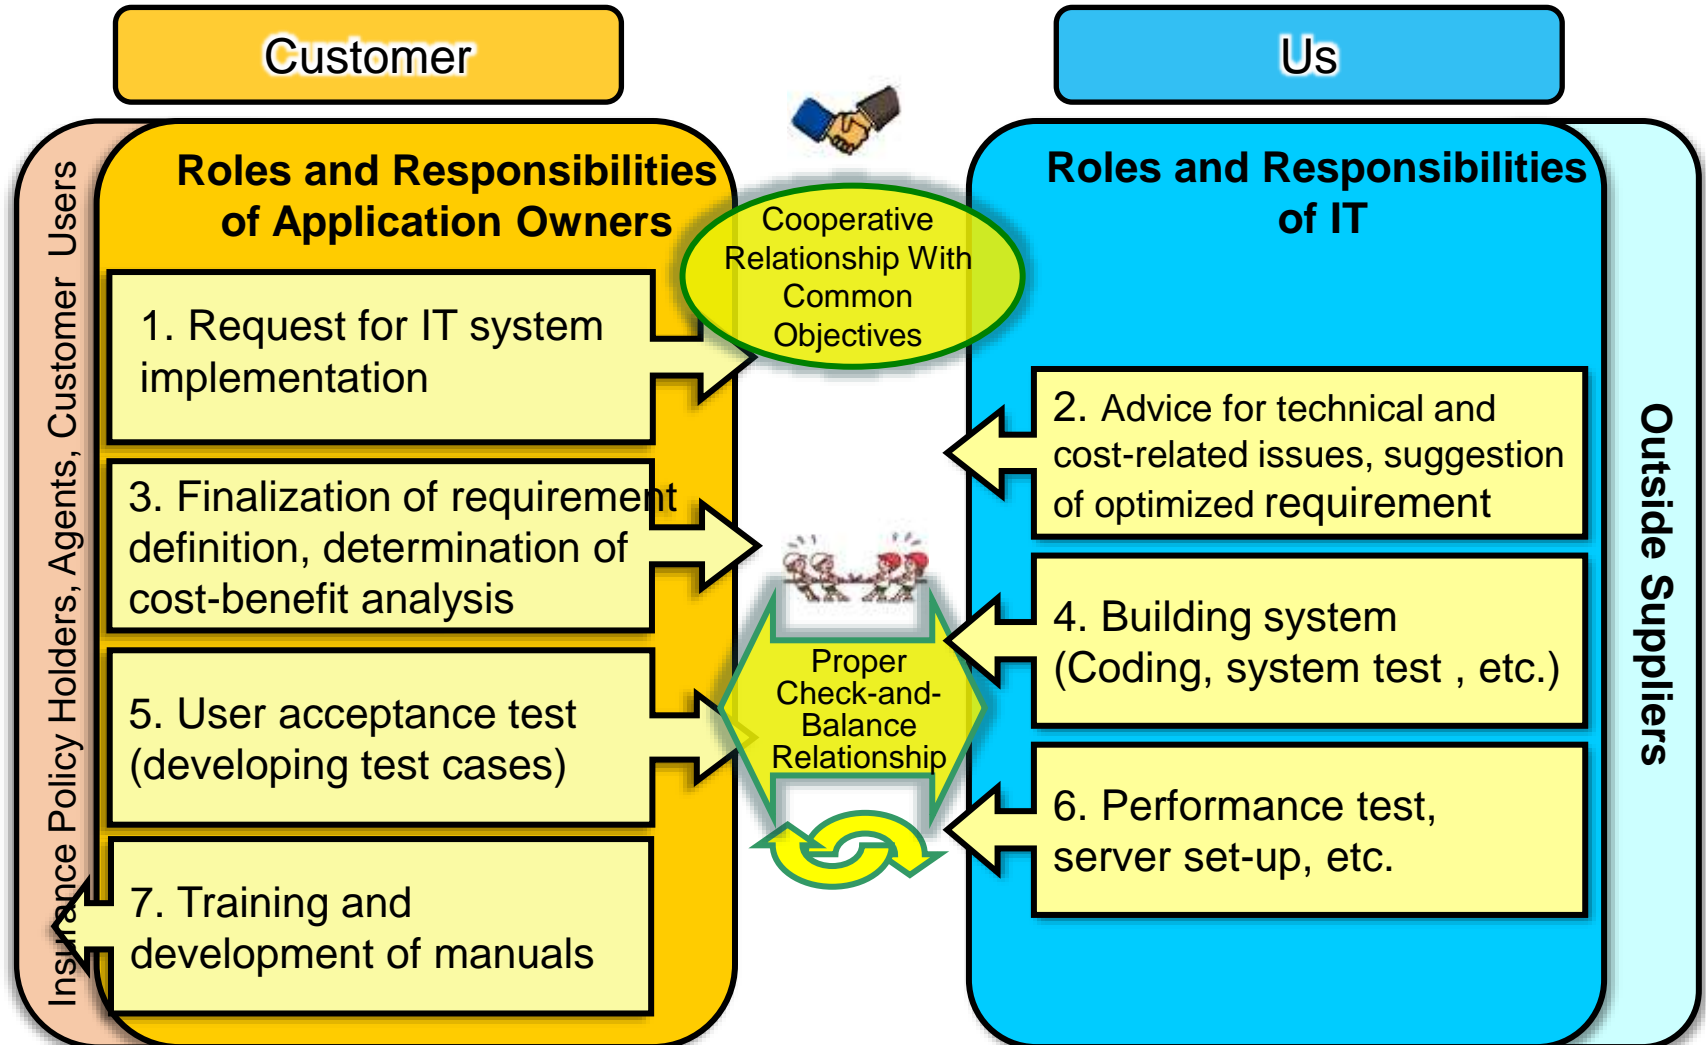 Customer
Us
Insurance Policy Holders, Agents, Customer Users
Roles and Responsibilities
of Application Owners
1. Request for IT system
implementation
3. Finalization of requirement
definition, determination of
cost-benefit analysis
5. User acceptance test
(developing test cases)
7. Training and
development of manuals
Cooperative
Relationship With
Common
Objectives
Proper
Check-and-
Balance
Relationship
Roles and Responsibilities
of IT
2. Advice for technical and
cost-related issues, suggestion
of optimized requirement
4. Building system
(Coding, system test , etc.)
6. Performance test,
server set-up, etc.
Outside Suppliers